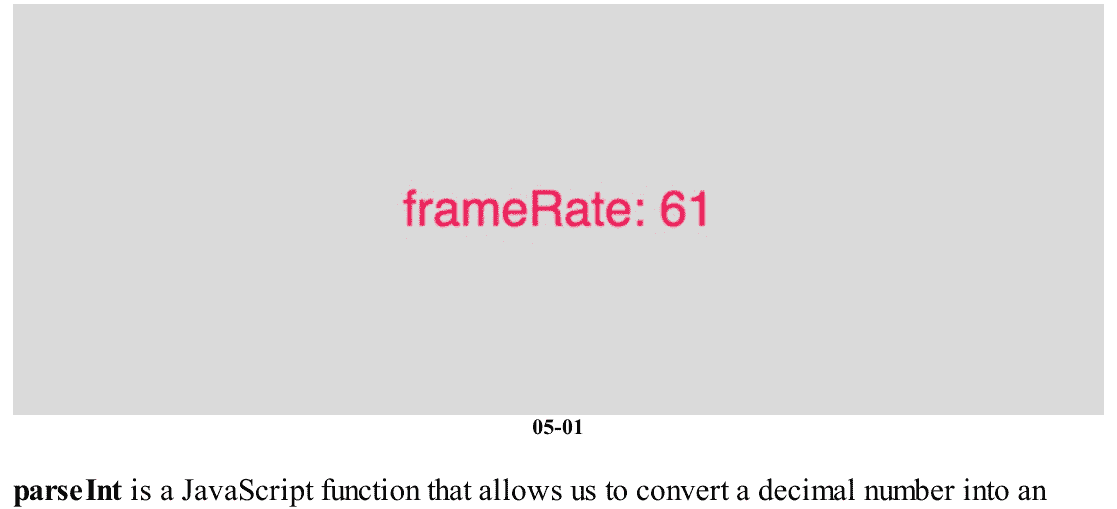 frameRate: 61
05-01
parseInt is a JavaScript function that allows us to convert a decimal number into an